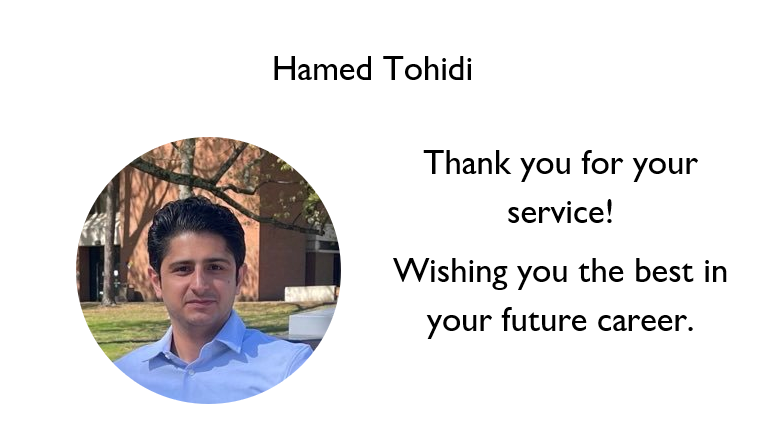 Hamed Tohidi
Thank you for your
service!
Wishing you the best in
your future career.